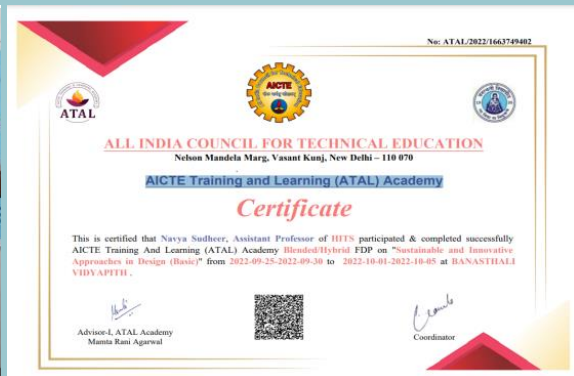 No: ATAL/2022/1663749402
ATAL
AICTE
ALL INDIA COUNCIL FOR TECHNICAL EDUCATION
Nelson Mandela Marg, Vasant Kunj, New Delhi – 110 070
AICTE Training and Learning (ATAL) Academy
Certificate
This is certified that Navya Sudheer, Assistant Professor of HITS participated & completed successfully
AICTE Training And Learning (ATAL) Academy Blended/Hybrid FDP on "Sustainable and Innovative
Approaches in Design (Basic)" from 2022-09-25-2022-09-30 to 2022-10-01-2022-10-05 at BANASTHALI
VIDYAPITH .
Advisor-I, ATAL Academy
Mamta Rani Agarwal
Coordinator